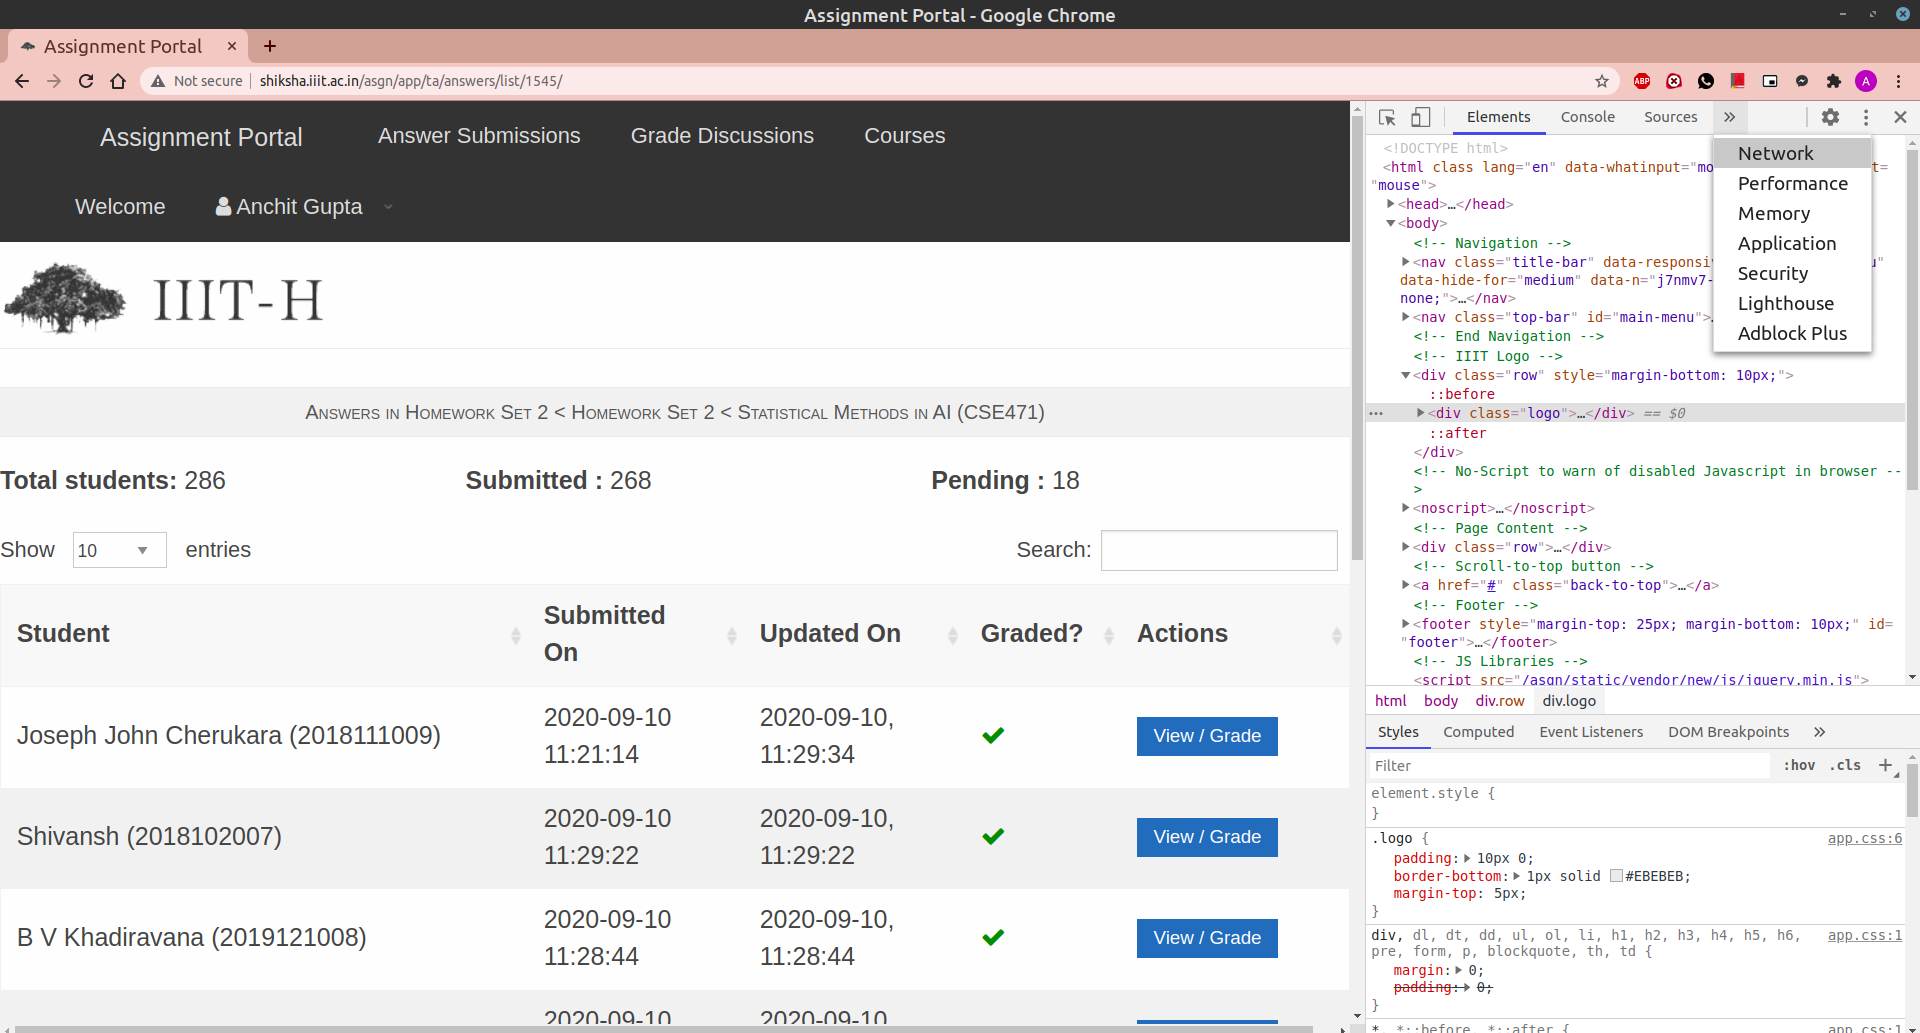 Assignment Portal - Google Chrome
Assignment Portal
Not secure
shiksha.iiit.ac.in/asgn/app/ta/answers/list/1545/
ABP
A
Assignment Portal
Answer Submissions
Grade Discussions
Courses
Welcome
Anchit Gupta
IIIT-H
Answers in Homework Set 2 < Homework Set 2 < Statistical Methods in AI (CSE471)
Total students: 286
Submitted : 268
Pending : 18
Show 10 entries
Search:
Student
Submitted On
Updated On
Graded?
Actions
Joseph John Cherukara (2018111009)
2020-09-10 11:21:14
2020-09-10, 11:29:34
View / Grade
Shivansh (2018102007)
2020-09-10 11:29:22
2020-09-10, 11:29:22
View / Grade
B V Khadiravana (2019121008)
2020-09-10 11:28:44
2020-09-10, 11:28:44
View / Grade
2020-09-10
2020-09-10,
Elements
Console
Sources
»
Network
Performance
Memory
Application
Security
Lighthouse
Adblock Plus
<!DOCTYPE html>
<html class lang="en" data-whatinput="mo
t=
"mouse">
<head>…</head>
<body>
<!-- Navigation -->
<nav class="title-bar" data-responsiv
u"
data-hide-for="medium" data-n="j7nmv7-
none;">…</nav>
<nav class="top-bar" id="main-menu">
<!-- End Navigation -->
<!-- IIIT Logo -->
<div class="row" style="margin-bottom: 10px;">
::before
… <div class="logo">…</div> == $0
::after
</div>
<!-- No-Script to warn of disabled Javascript in browser --
>
<noscript>…</noscript>
<!-- Page Content -->
<div class="row">…</div>
<!-- Scroll-to-top button -->
<a href="#" class="back-to-top">…</a>
<!-- Footer -->
<footer style="margin-top: 25px; margin-bottom: 10px;" id=
"footer">…</footer>
<!-- JS Libraries -->
<script src="/asgn/static/vendor/new/js/jquery.min.js">
html body div.row div.logo
Styles
Computed
Event Listeners
DOM Breakpoints
»
Filter
:hov .cls +
element.style {
}
.logo {
app.css:6
padding: 10px 0;
border-bottom: 1px solid #EBEBEB;
margin-top: 5px;
}
div, dl, dt, dd, ul, ol, li, h1, h2, h3, h4, h5, h6,
app.css:1
pre, form, p, blockquote, th, td {
margin: 0;
padding: 0;
}
*, *::before, *::after {
app.css:1